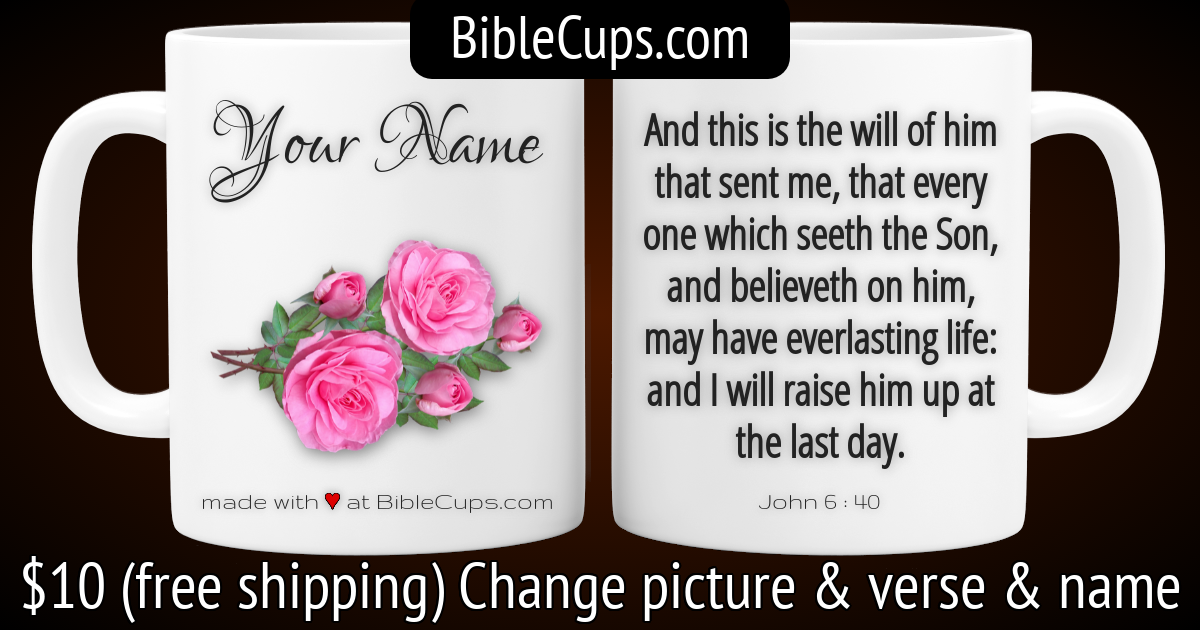 BibleCups.com
Your Name
made with ♥ at BibleCups.com
And this is the will of him
that sent me, that every
one which seeth the Son,
and believeth on him,
may have everlasting life:
and I will raise him up at
the last day.
John 6 : 40
$10 (free shipping) Change picture & verse & name